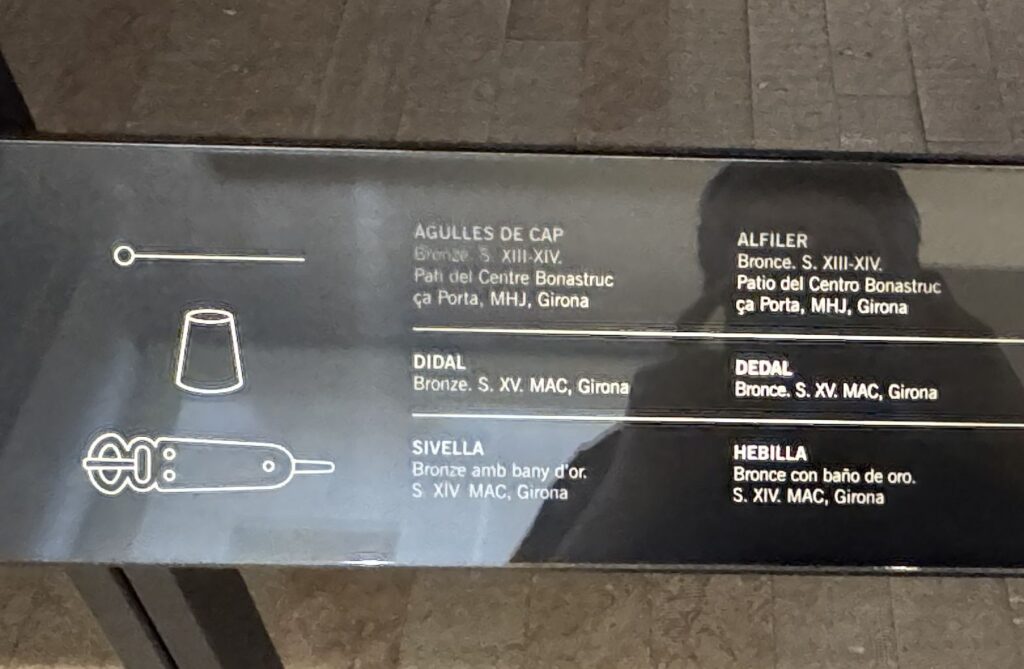 AGULLES DE CAP
Bronze. S. XIII-XIV.
Pati del Centre Bonastruc
ça Porta, MHJ, Girona
ALFILER
Bronce. S. XIII-XIV.
Patio del Centro Bonastruc
ça Porta, MHJ, Girona
DIDAL
Bronze. S. XV. MAC, Girona
DEDAL
Bronce. S. XV. MAC, Girona
SIVELLA
Bronze amb bany d'or.
S. XIV. MAC, Girona
HEBILLA
Bronce con baño de oro.
S. XIV. MAC, Girona